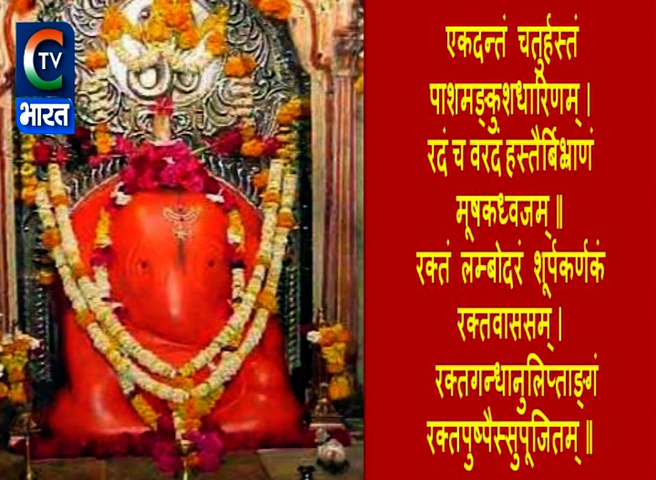 C TV
भारत
एकदन्तं चतुर्हस्तं
पाशमङ्कुशधारिणम् ।
रदं च वरदं हस्तैर्बिभ्राणं
मूषकध्वजम् ॥
रक्तं लम्बोदरं शूर्पकर्णकं
रक्तवाससम् ।
रक्तगन्धानुलिप्ताङ्गं
रक्तपुष्पैस्सुपूजितम् ॥